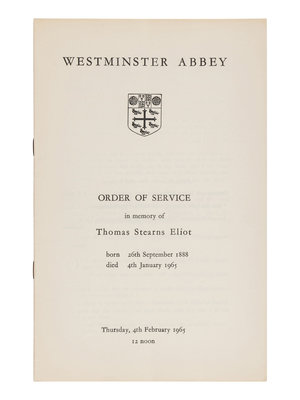 WESTMINSTER ABBEY
ORDER OF SERVICE
in memory of
Thomas Stearns Eliot
born 26th September 1888
died 4th January 1965
Thursday, 4th February 1965
12 noon